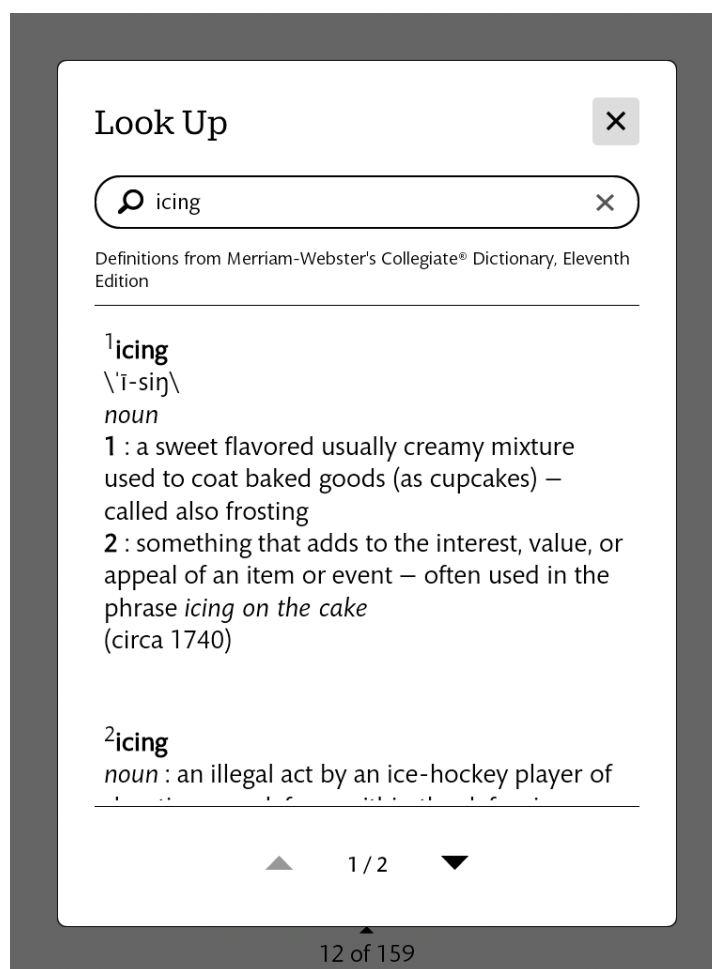 Look Up
icing
Definitions from Merriam-Webster's Collegiate® Dictionary, Eleventh
Edition
¹icing
\ˈī-siŋ\
noun
1 : a sweet flavored usually creamy mixture
used to coat baked goods (as cupcakes) —
called also frosting
2 : something that adds to the interest, value, or
appeal of an item or event — often used in the
phrase icing on the cake
(circa 1740)
²icing
noun : an illegal act by an ice-hockey player of
1 / 2
12 of 159